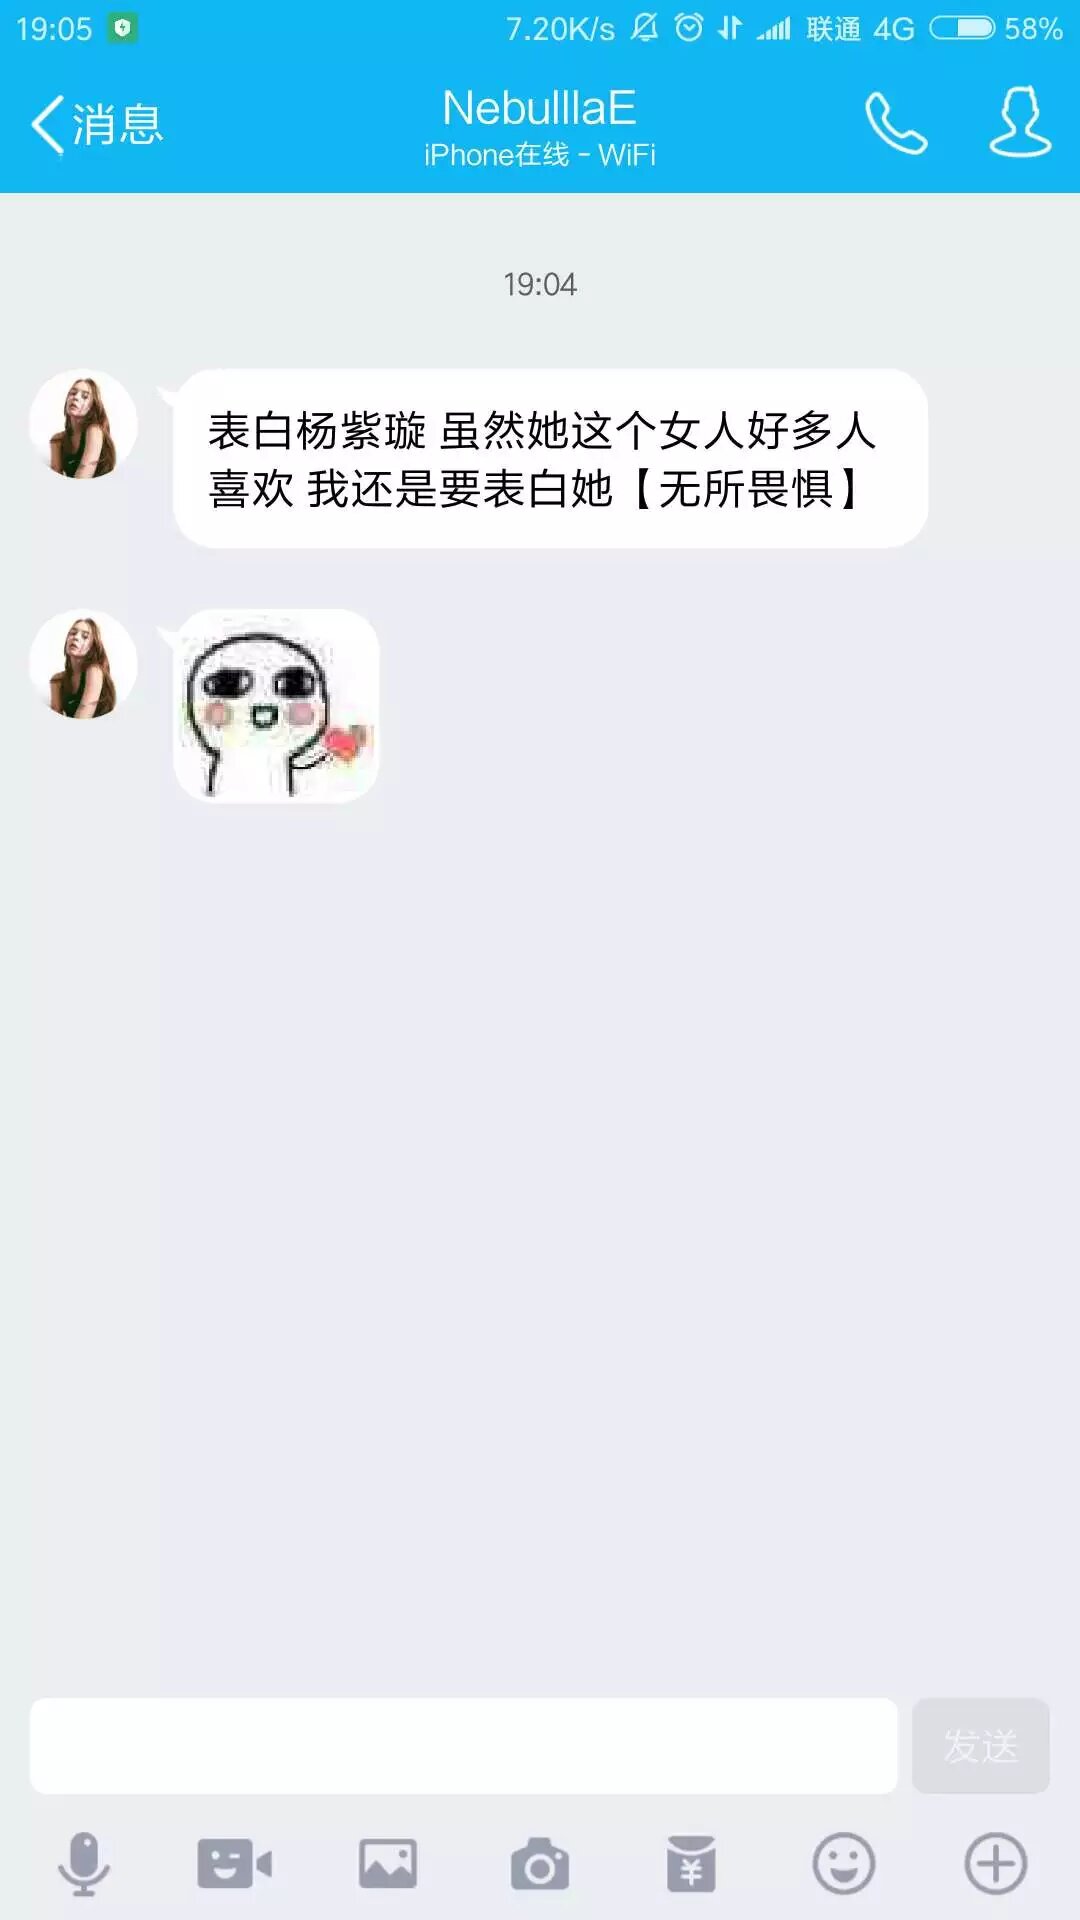 19:05
7.20K/s 联通 4G 58%
消息
NebulllaE
iPhone在线 - WiFi
19:04
表白杨紫璇 虽然她这个女人好多人
喜欢 我还是要表白她【无所畏惧】
发送